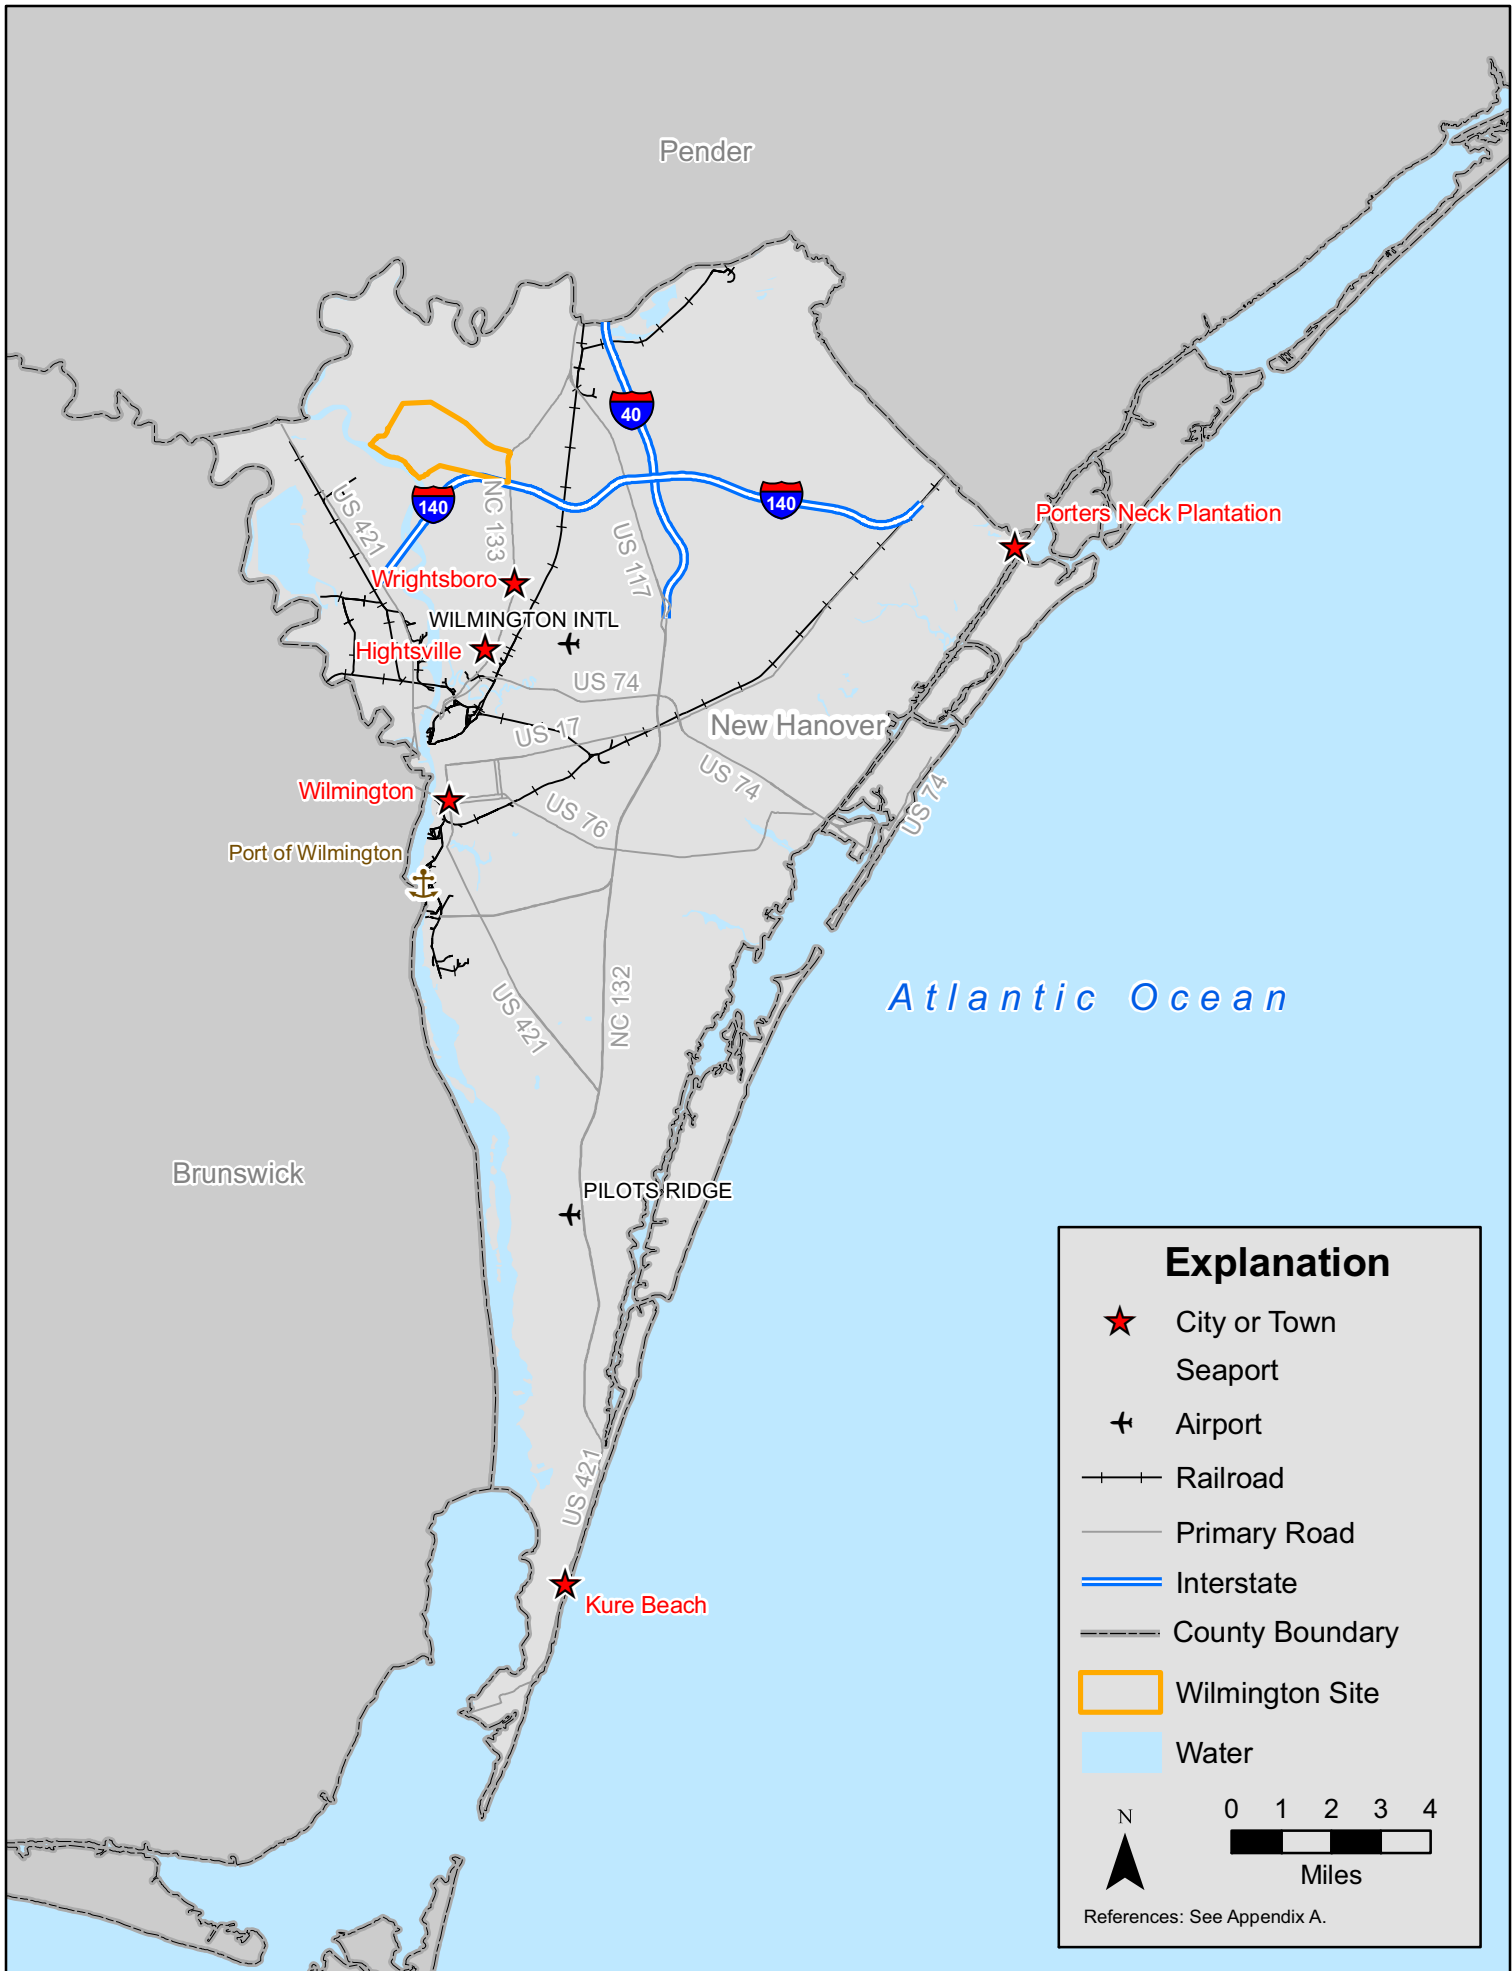 Pender
40
140
140
US 421
NC 133
US 117
Porters Neck Plantation
Wrightsboro
WILMINGTON INTL
Hightsville
US 74
New Hanover
US 17
US 74
US 74
Wilmington
US 76
Port of Wilmington
Atlantic Ocean
US 421
NC 132
Brunswick
PILOTS RIDGE
US 421
Kure Beach
Explanation
City or Town
Seaport
Airport
Railroad
Primary Road
Interstate
County Boundary
Wilmington Site
Water
N
0 1 2 3 4
Miles
References: See Appendix A.